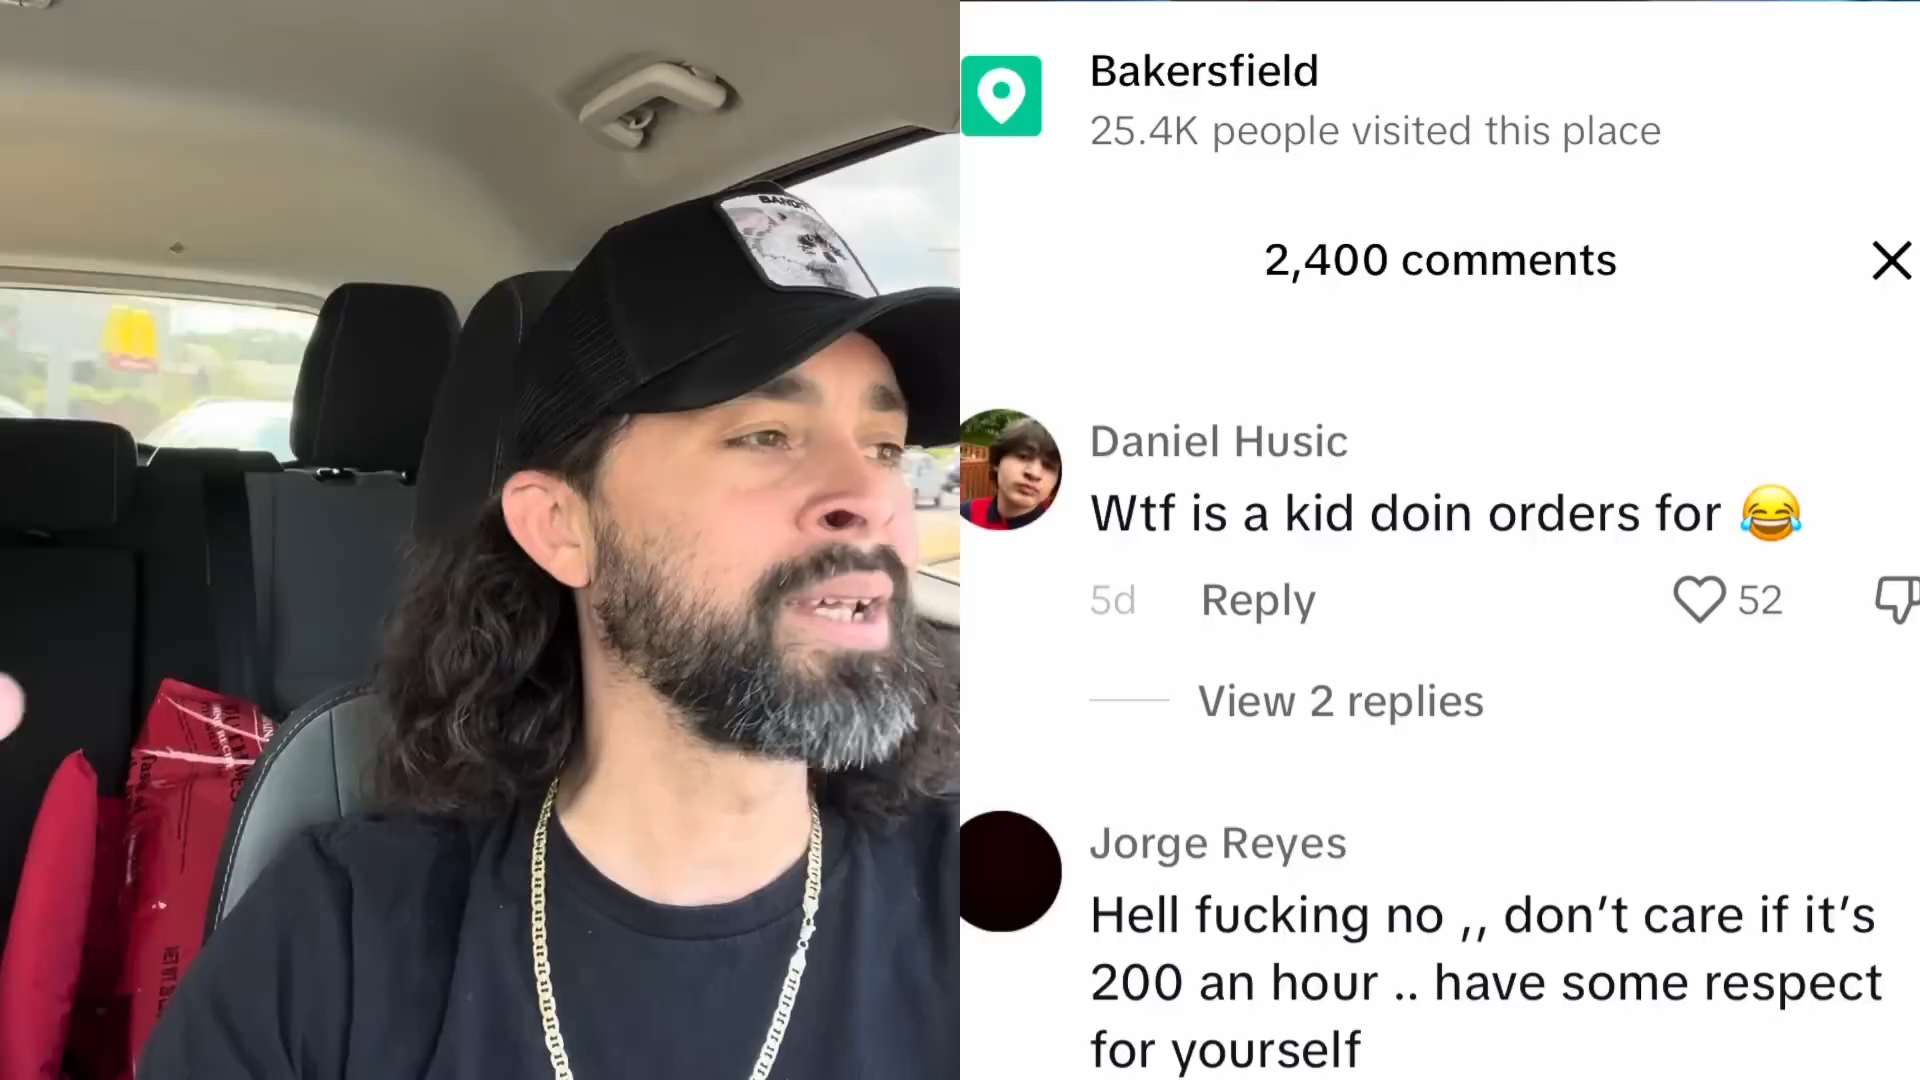 BANDIT
Bakersfield
25.4K people visited this place
2,400 comments
Daniel Husic
Wtf is a kid doin orders for 😂
5d Reply 52
View 2 replies
Jorge Reyes
Hell fucking no ,, don’t care if it’s
200 an hour .. have some respect
for yourself